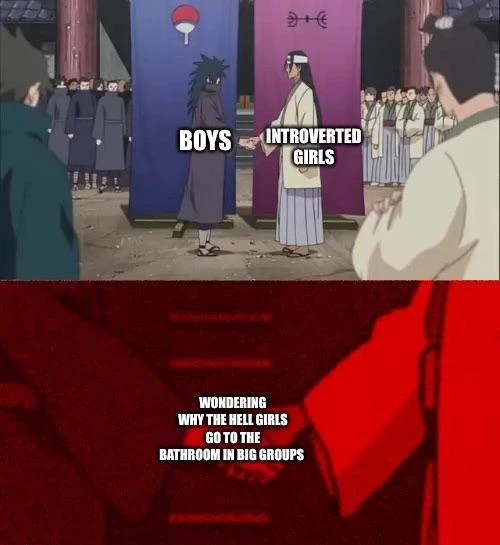 BOYS
INTROVERTED
GIRLS
WONDERING
WHY THE HELL GIRLS
GO TO THE
BATHROOM IN BIG GROUPS